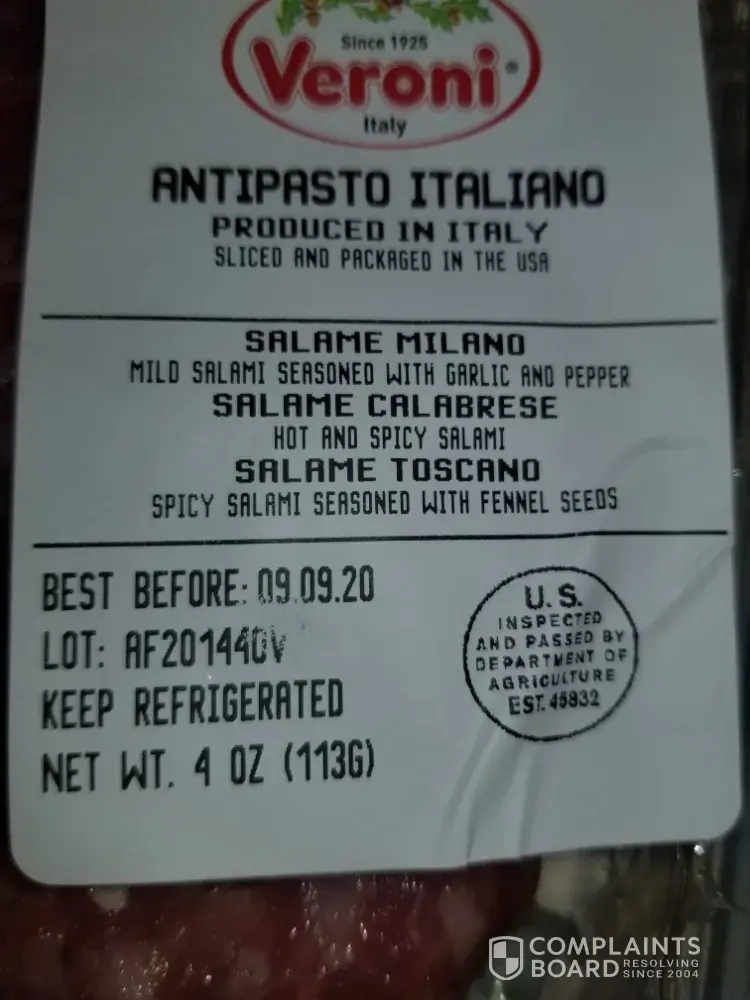 Since 1925
Veroni®
Italy
ANTIPASTO ITALIANO
PRODUCED IN ITALY
SLICED AND PACKAGED IN THE USA
SALAME MILANO
MILD SALAMI SEASONED WITH GARLIC AND PEPPER
SALAME CALABRESE
HOT AND SPICY SALAMI
SALAME TOSCANO
SPICY SALAMI SEASONED WITH FENNEL SEEDS
BEST BEFORE: 09.09.20
LOT: AF201440V
KEEP REFRIGERATED
NET WT. 4 OZ (113G)
U.S.
INSPECTED
AND PASSED BY
DEPARTMENT OF
AGRICULTURE
EST. 45832
COMPLAINTS
BOARD RESOLVING
SINCE 2004